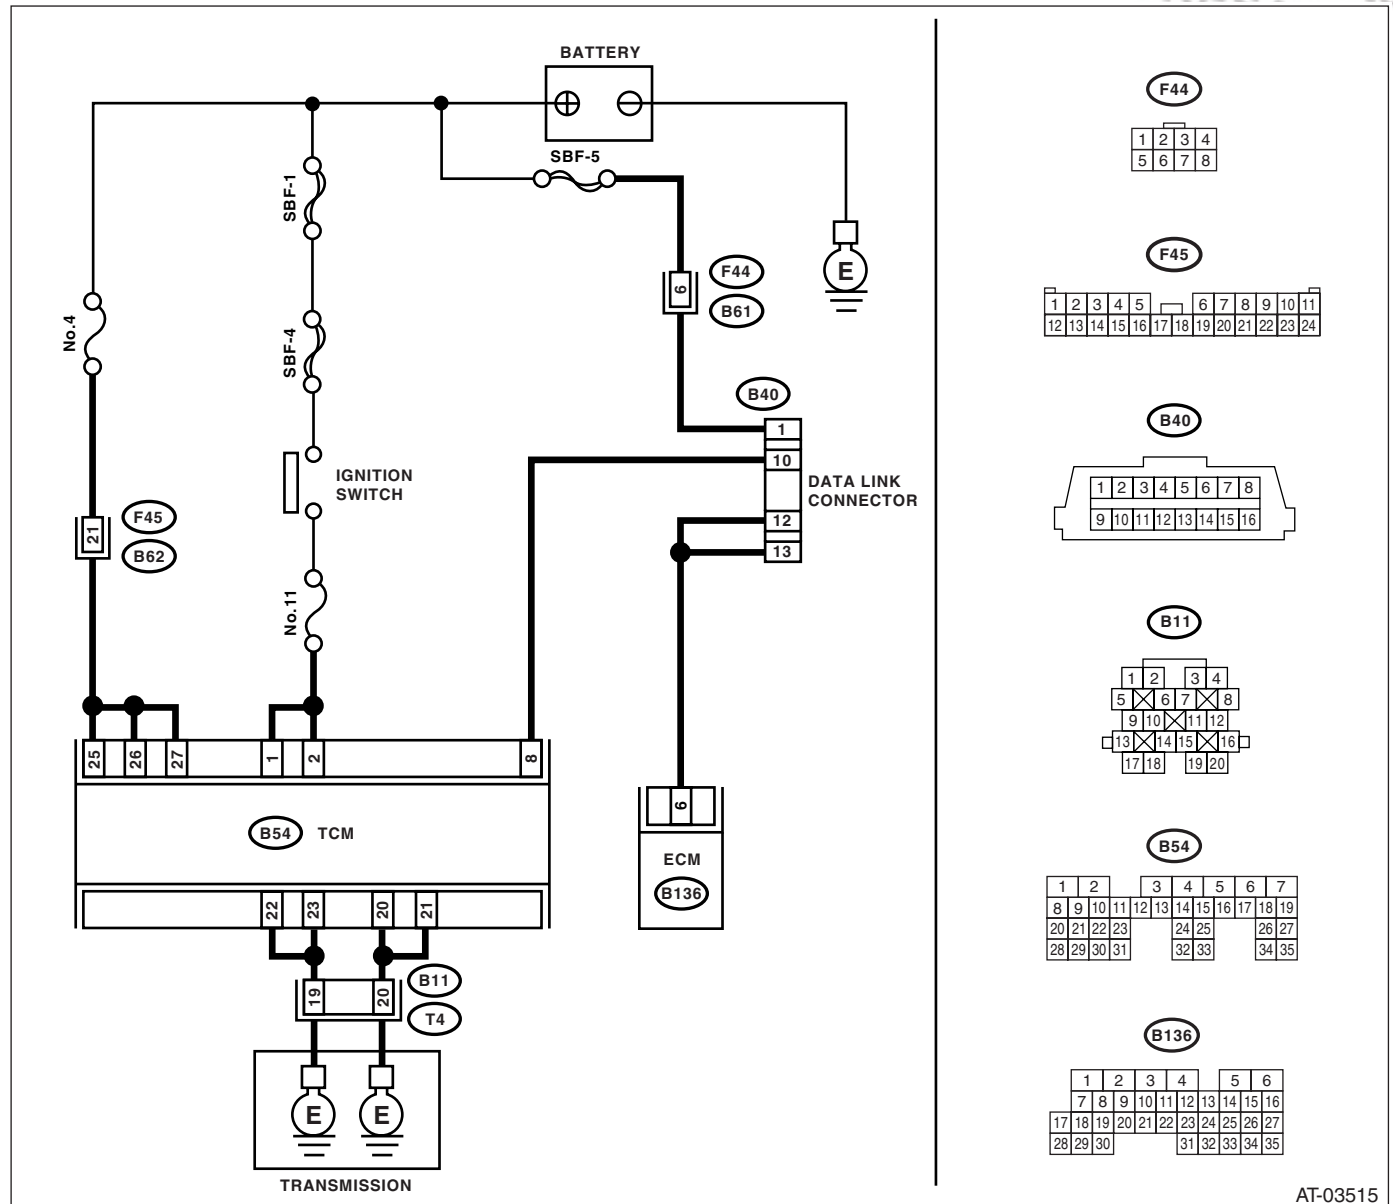 BATTERY
SBF-5
SBF-1
E
F44
6
B61
No.4
SBF-4
B40
1
10
IGNITION
SWITCH
DATA LINK
CONNECTOR
12
13
21
F45
B62
No.11
25
26
27
1
2
8
B54 TCM
6
ECM
B136
22
23
20
21
19
20
B11
T4
E
E
TRANSMISSION
F44
1 2 3 4
5 6 7 8
F45
1 2 3 4 5 6 7 8 9 10 11
12 13 14 15 16 17 18 19 20 21 22 23 24
B40
1 2 3 4 5 6 7 8
9 10 11 12 13 14 15 16
B11
1 2 3 4
5 6 7 8
9 10 11 12
13 14 15 16
17 18 19 20
B54
1 2 3 4 5 6 7
8 9 10 11 12 13 14 15 16 17 18 19
20 21 22 23 24 25 26 27
28 29 30 31 32 33 34 35
B136
1 2 3 4 5 6
7 8 9 10 11 12 13 14 15 16
17 18 19 20 21 22 23 24 25 26 27
28 29 30 31 32 33 34 35
AT-03515